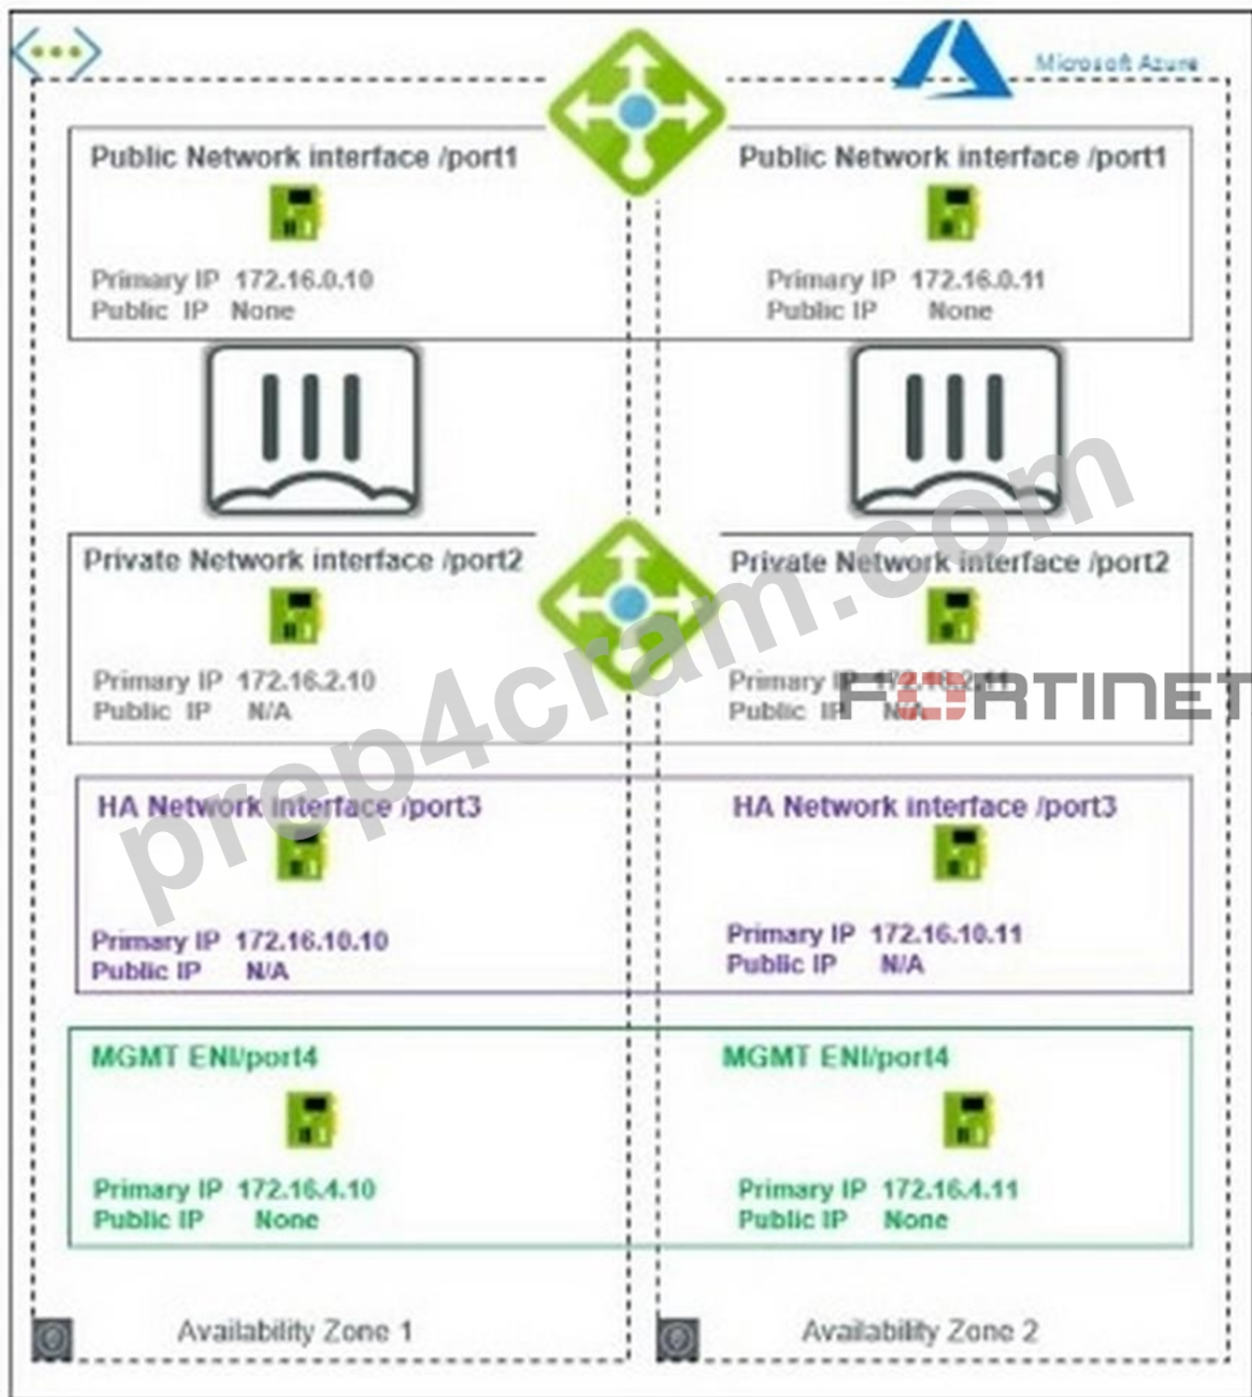 Microsoft Azure
Public Network interface /port1
Primary IP 172.16.0.10
Public IP None
Public Network interface /port1
Primary IP 172.16.0.11
Public IP None
Private Network interface /port2
Primary IP 172.16.2.10
Public IP N/A
Private Network interface /port2
Primary IP 172.16.2.11
Public IP N/A
FORTINET
prep4cram.com
HA Network interface /port3
Primary IP 172.16.10.10
Public IP N/A
HA Network interface /port3
Primary IP 172.16.10.11
Public IP N/A
MGMT ENI/port4
Primary IP 172.16.4.10
Public IP None
MGMT ENI/port4
Primary IP 172.16.4.11
Public IP None
Availability Zone 1
Availability Zone 2